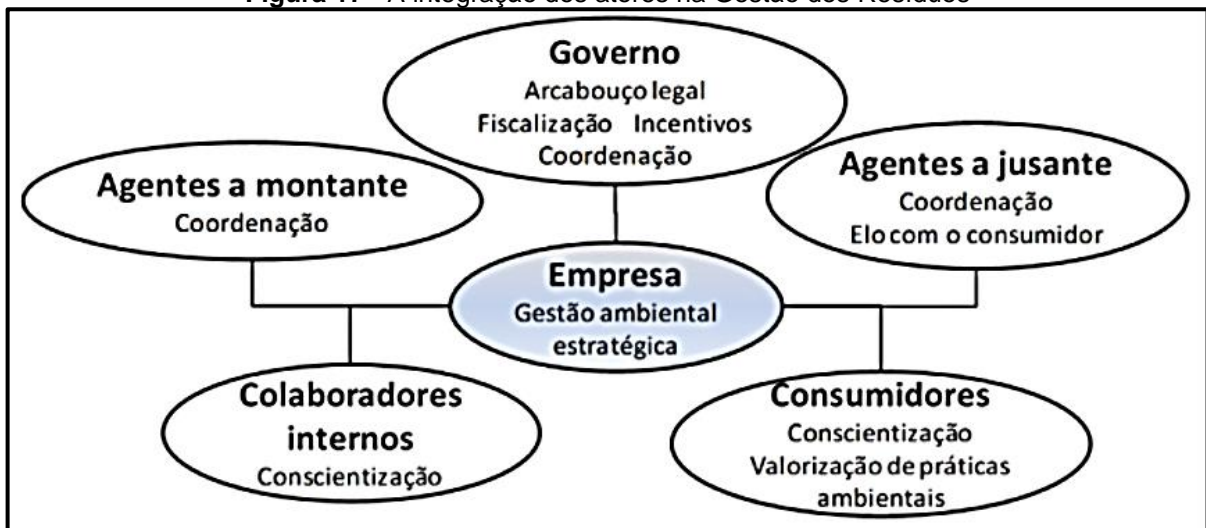 Governo
Arcabouço legal
Fiscalização Incentivos
Coordenação
Agentes a montante
Coordenação
Agentes a jusante
Coordenação
Elo com o consumidor
Empresa
Gestão ambiental
estratégica
Colaboradores
internos
Conscientização
Consumidores
Conscientização
Valorização de práticas
ambientais